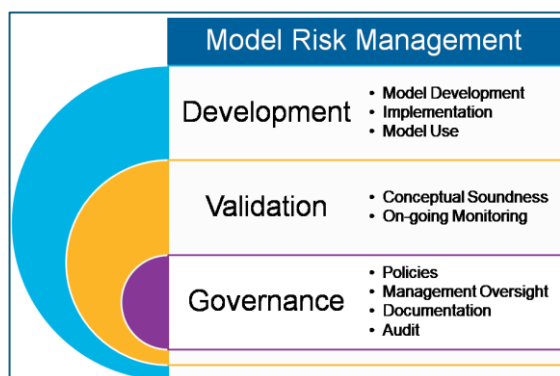 Model Risk Management
Development
• Model Development
• Implementation
• Model Use
Validation
• Conceptual Soundness
• On-going Monitoring
Governance
• Policies
• Management Oversight
• Documentation
• Audit